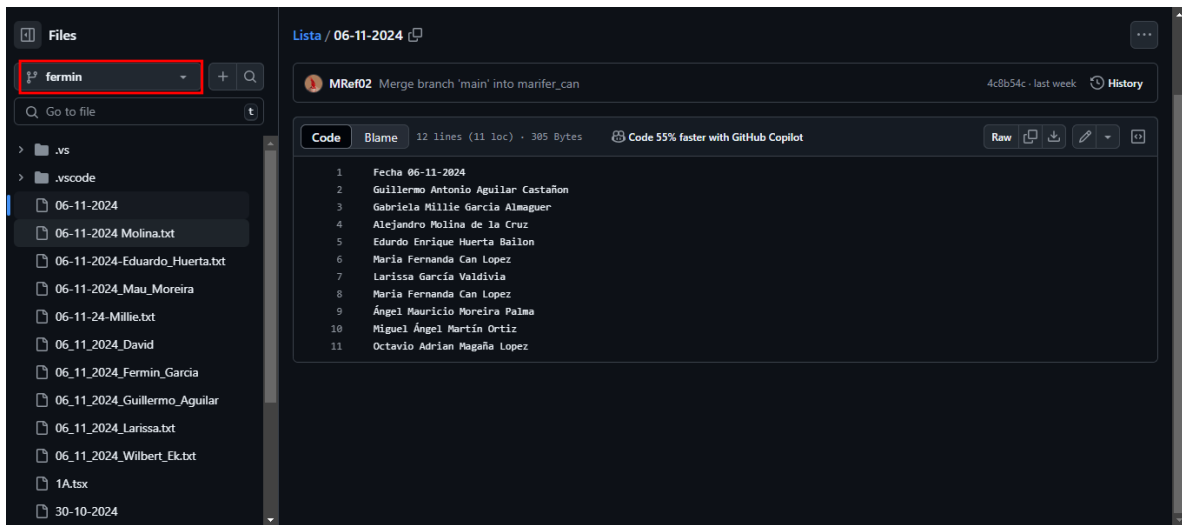 Files
fermin
Go to file
t
.vs
.vscode
06-11-2024
06-11-2024 Molina.txt
06-11-2024-Eduardo_Huerta.txt
06-11-2024_Mau_Moreira
06-11-24-Millie.txt
06_11_2024_David
06_11_2024_Fermin_Garcia
06_11_2024_Guillermo_Aguilar
06_11_2024_Larissa.txt
06_11_2024_Wilbert_Ek.txt
1A.tsx
30-10-2024
Lista / 06-11-2024
MRef02 Merge branch 'main' into marifer_can 4c8b54c · last week History
Code Blame 12 lines (11 loc) · 305 Bytes Code 55% faster with GitHub Copilot Raw
1 Fecha 06-11-2024
2 Guillermo Antonio Aguilar Castañon
3 Gabriela Millie Garcia Almaguer
4 Alejandro Molina de la Cruz
5 Edurdo Enrique Huerta Bailon
6 Maria Fernanda Can Lopez
7 Larissa García Valdivia
8 Maria Fernanda Can Lopez
9 Ángel Mauricio Moreira Palma
10 Miguel Ángel Martín Ortiz
11 Octavio Adrian Magaña Lopez